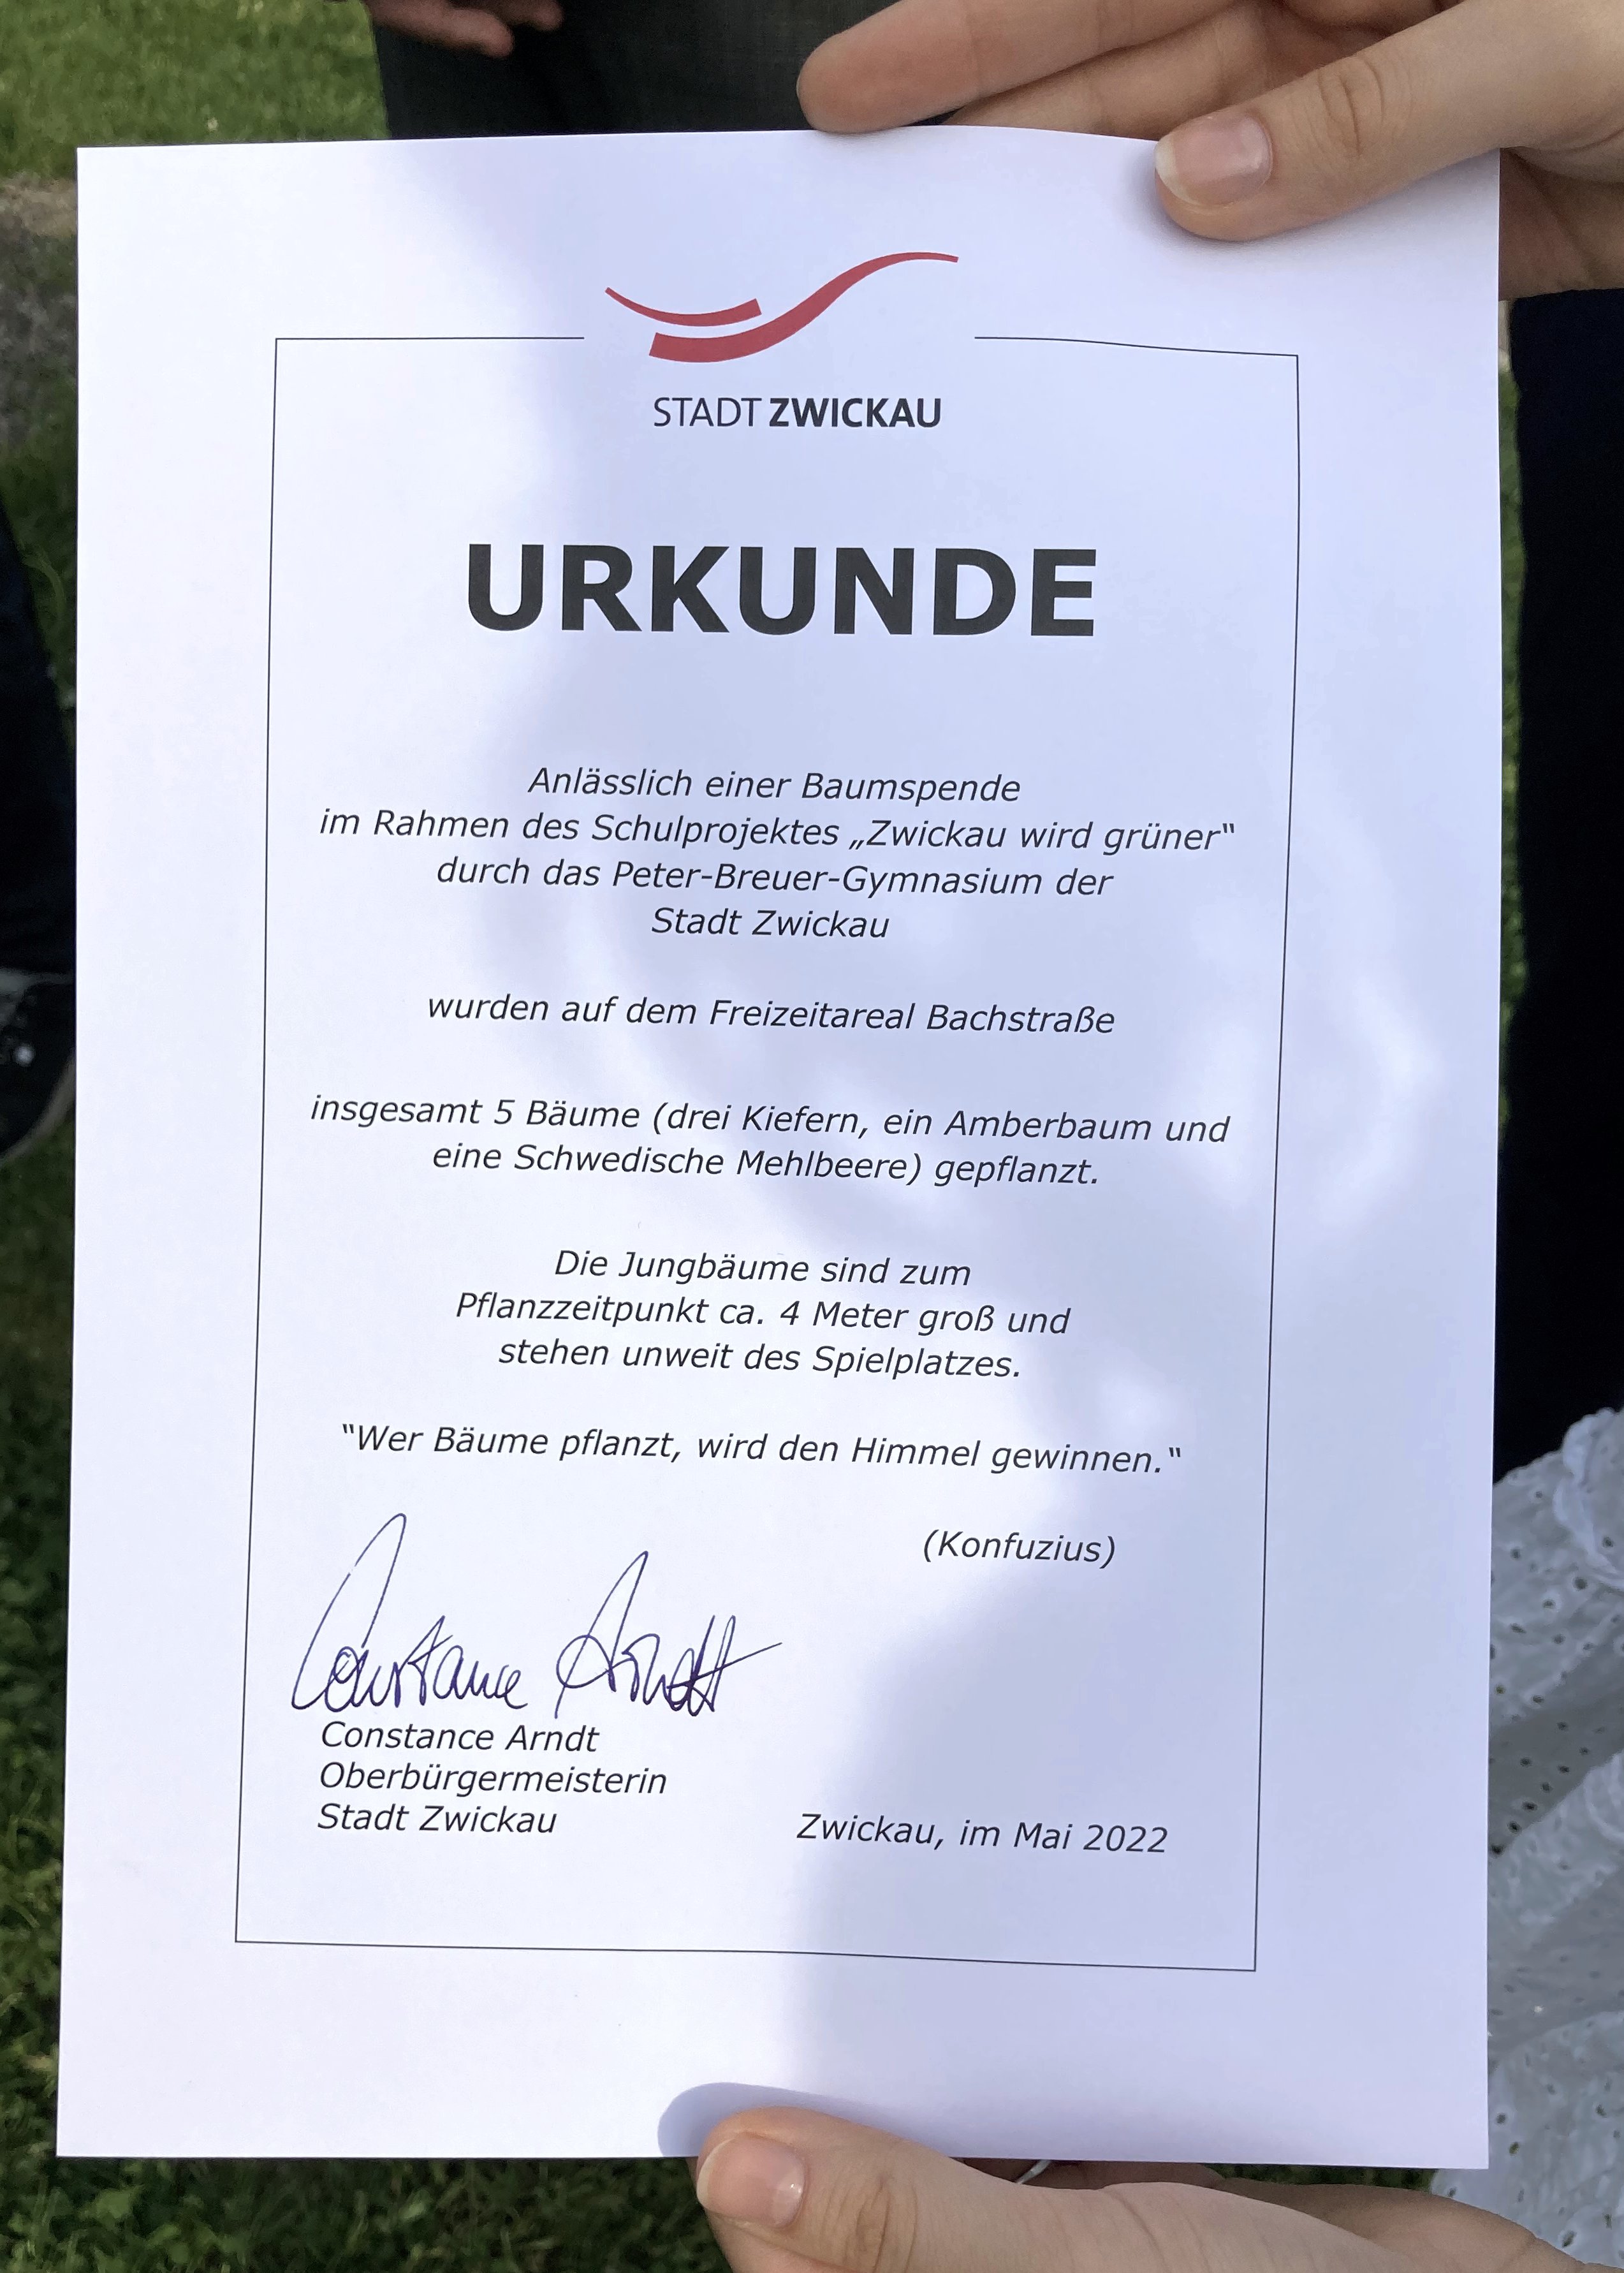 STADT ZWICKAU
URKUNDE
Anlässlich einer Baumspende
im Rahmen des Schulprojektes „Zwickau wird grüner"
durch das Peter-Breuer-Gymnasium der
Stadt Zwickau
wurden auf dem Freizeitareal Bachstraße
insgesamt 5 Bäume (drei Kiefern, ein Amberbaum und
eine Schwedische Mehlbeere) gepflanzt.
Die Jungbäume sind zum
Pflanzzeitpunkt ca. 4 Meter groß und
stehen unweit des Spielplatzes.
"Wer Bäume pflanzt, wird den Himmel gewinnen."
(Konfuzius)
Constance Arndt
Constance Arndt
Oberbürgermeisterin
Stadt Zwickau
Zwickau, im Mai 2022